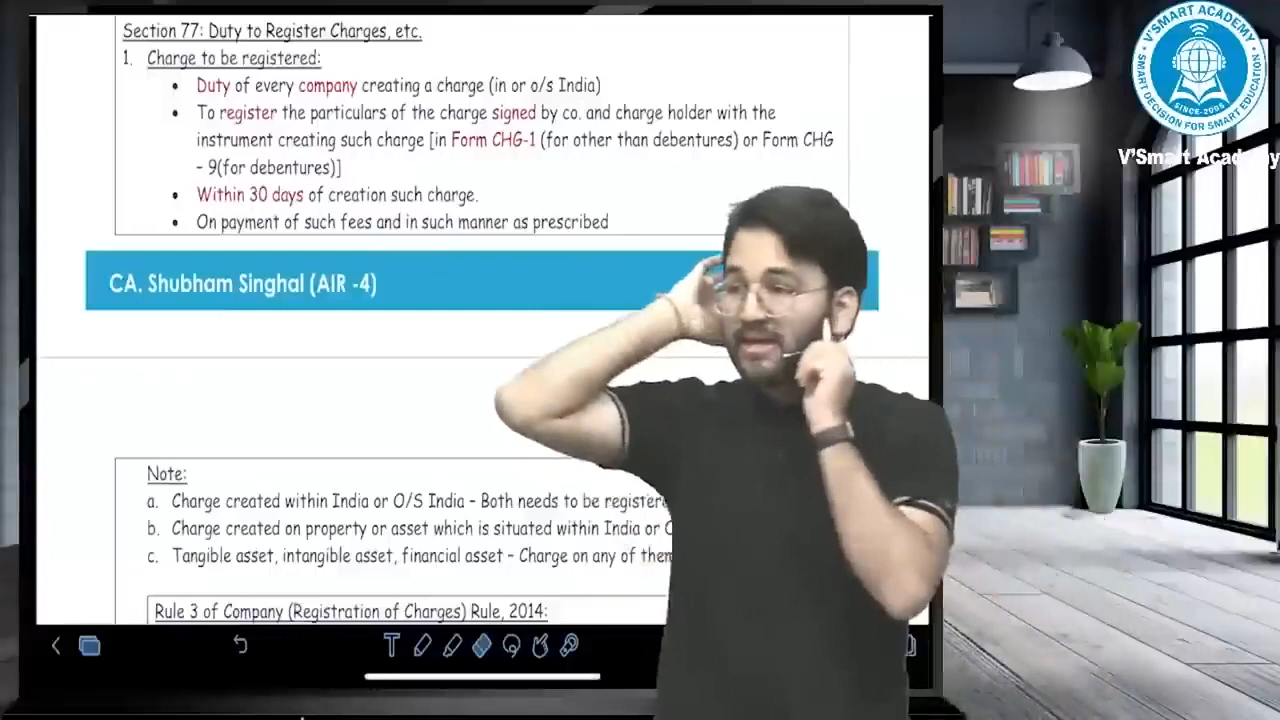 Section 77: Duty to Register Charges, etc.
1. Charge to be registered:
• Duty of every company creating a charge (in or o/s India)
• To register the particulars of the charge signed by co. and charge holder with the
instrument creating such charge [in Form CHG-1 (for other than debentures) or Form CHG
– 9(for debentures)]
• Within 30 days of creation such charge.
• On payment of such fees and in such manner as prescribed
CA. Shubham Singhal (AIR -4)
Note:
a. Charge created within India or O/S India – Both needs to be
b. Charge created on property or asset which is situated within India or
c. Tangible asset, intangible asset, financial asset – Charge on any of
Rule 3 of Company (Registration of Charges) Rule, 2014:
T
V'SMART ACADEMY
SINCE-2005
SMART DECISION FOR SMART EDUCATION
V'Smart Academy